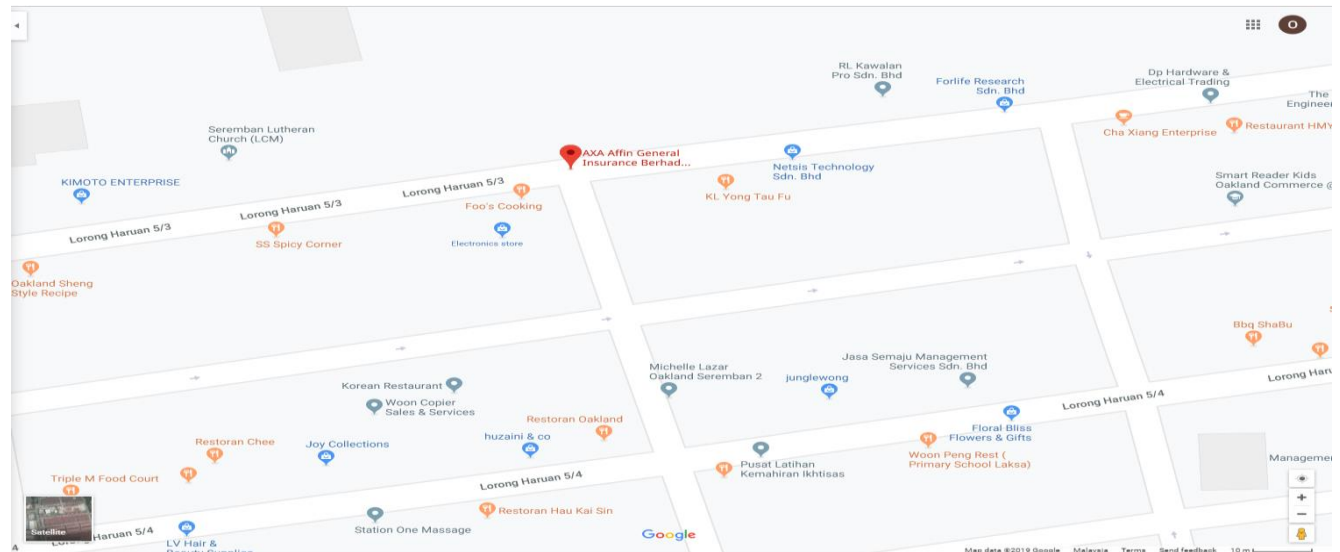 O
RL Kawalan
Pro Sdn. Bhd
Forlife Research
Sdn. Bhd
Dp Hardware &
Electrical Trading
The
Engineer
Seremban Lutheran
Church (LCM)
AXA Affin General
Insurance Berhad...
Cha Xiang Enterprise
Restaurant HMY
KIMOTO ENTERPRISE
Netsis Technology
Sdn. Bhd
Smart Reader Kids
Oakland Commerce @
Lorong Haruan 5/3
Lorong Haruan 5/3
Lorong Haruan 5/3
Foo's Cooking
KL Yong Tau Fu
SS Spicy Corner
Electronics store
Oakland Sheng
Style Recipe
Bbq ShaBu
Michelle Lazar
Oakland Seremban 2
junglewong
Jasa Semaju Management
Services Sdn. Bhd
Korean Restaurant
Woon Copier
Sales & Services
Lorong Haru
Lorong Haruan 5/4
Restoran Oakland
Floral Bliss
Flowers & Gifts
Restoran Chee
Joy Collections
huzaini & co
Woon Peng Rest (
Primary School Laksa)
Pusat Latihan
Kemahiran Ikhtisas
Managemen
Triple M Food Court
Lorong Haruan 5/4
Restoran Hau Kai Sin
Station One Massage
Satellite
Haruan 5/4
4
LV Hair &
Google
Map data ©2019 Google Malaysia Terms Send feedback 10 m